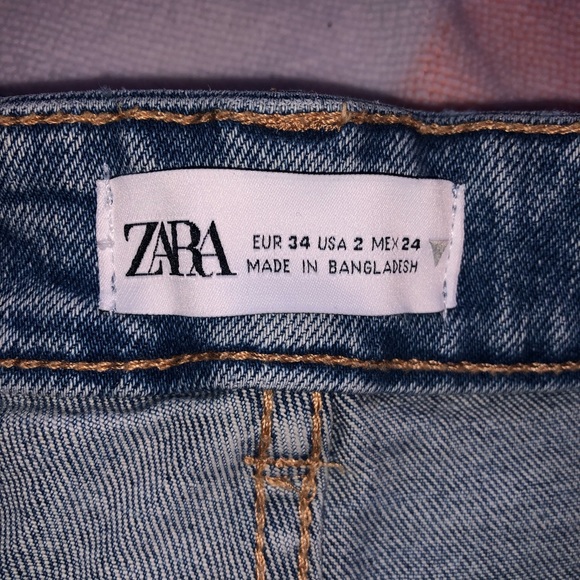 ZARA
EUR 34 USA 2 MEX 24
MADE IN BANGLADESH